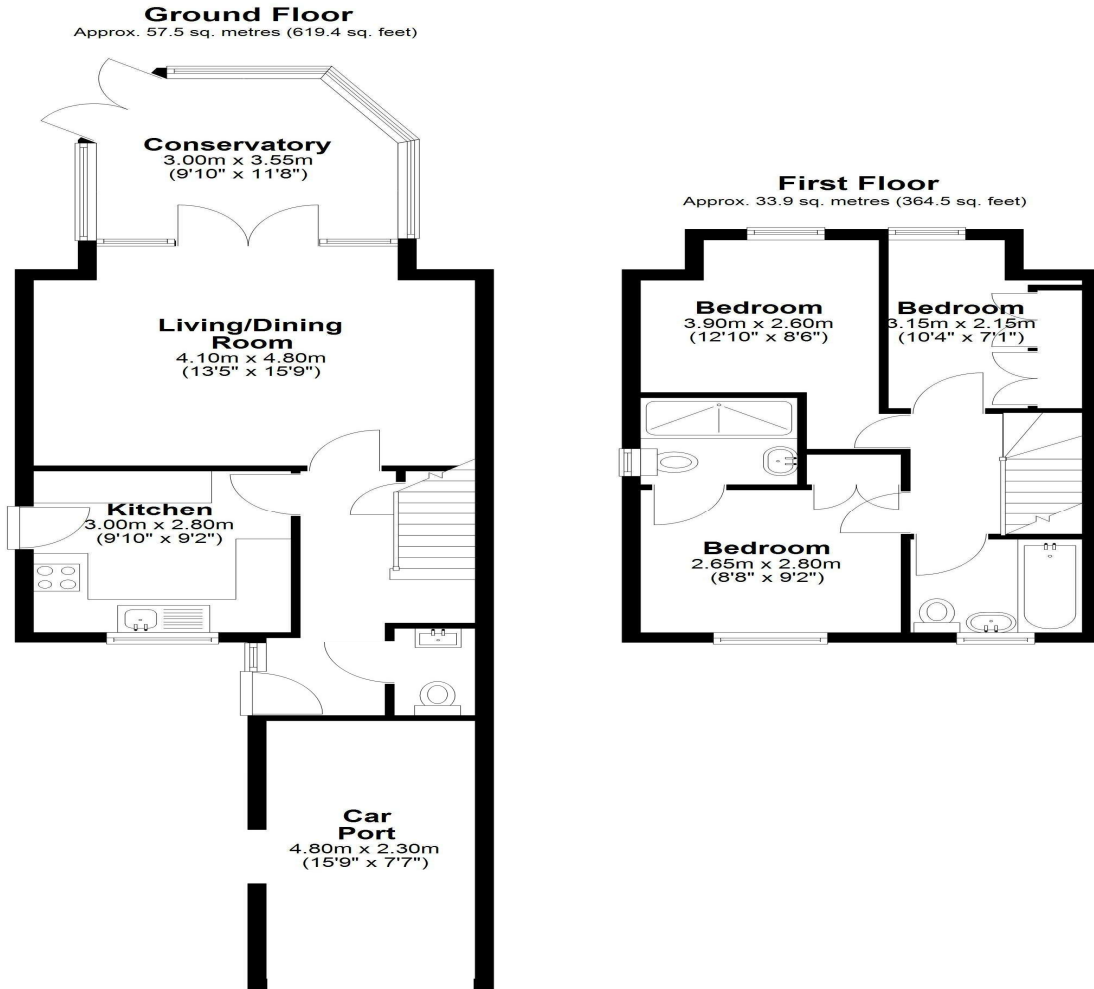 Ground Floor
Approx. 57.5 sq. metres (619.4 sq. feet)
Conservatory
3.00m x 3.55m
(9'10" x 11'8")
Living/Dining
Room
4.10m x 4.80m
(13'5" x 15'9")
Kitchen
3.00m x 2.80m
(9'10" x 9'2")
Car
Port
4.80m x 2.30m
(15'9" x 7'7")
First Floor
Approx. 33.9 sq. metres (364.5 sq. feet)
Bedroom
3.90m x 2.60m
(12'10" x 8'6")
Bedroom
3.15m x 2.15m
(10'4" x 7'1")
Bedroom
2.65m x 2.80m
(8'8" x 9'2")